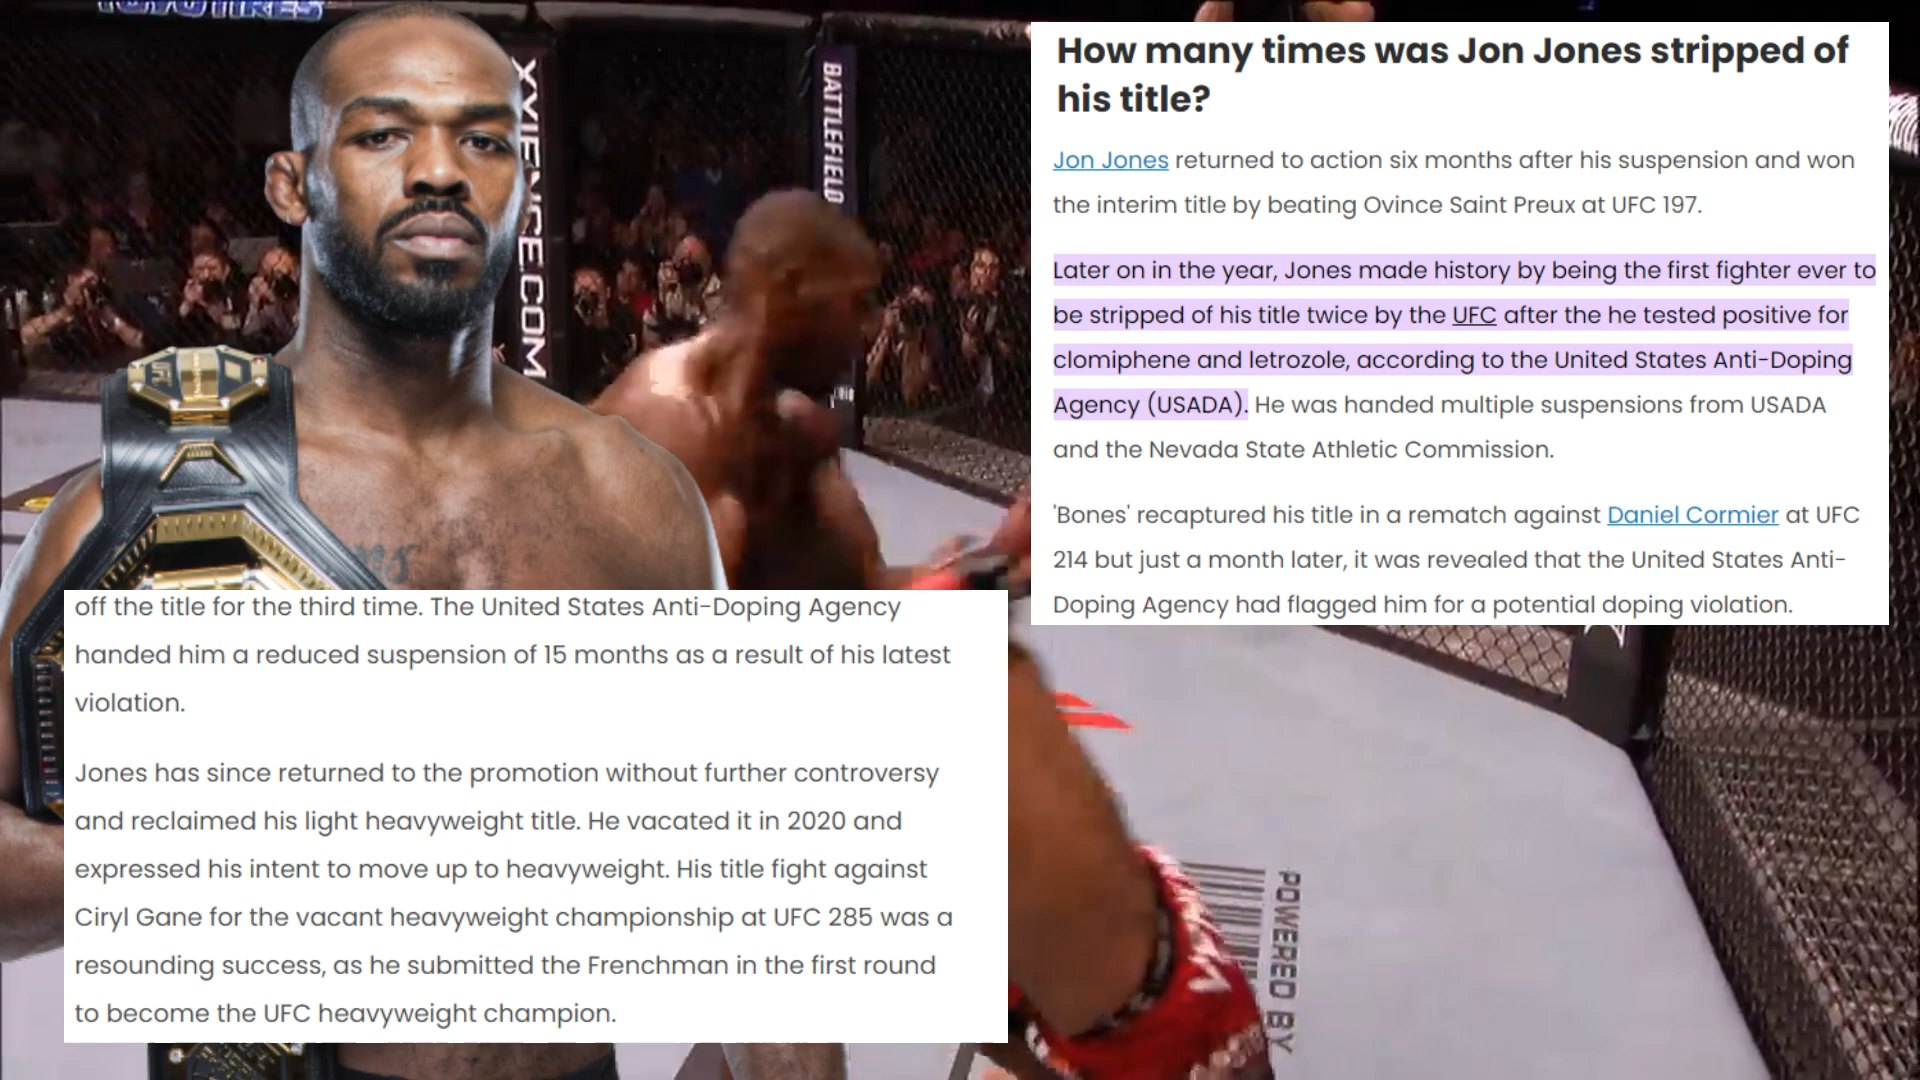 TOYO TIRES
XYIENCE.COM
BATTLEFIELD
UFC
How many times was Jon Jones stripped of
his title?
Jon Jones returned to action six months after his suspension and won
the interim title by beating Ovince Saint Preux at UFC 197.
Later on in the year, Jones made history by being the first fighter ever to
be stripped of his title twice by the UFC after the he tested positive for
clomiphene and letrozole, according to the United States Anti-Doping
Agency (USADA). He was handed multiple suspensions from USADA
and the Nevada State Athletic Commission.
'Bones' recaptured his title in a rematch against Daniel Cormier at UFC
214 but just a month later, it was revealed that the United States Anti-
Doping Agency had flagged him for a potential doping violation.
off the title for the third time. The United States Anti-Doping Agency
handed him a reduced suspension of 15 months as a result of his latest
violation.
Jones has since returned to the promotion without further controversy
and reclaimed his light heavyweight title. He vacated it in 2020 and
expressed his intent to move up to heavyweight. His title fight against
Ciryl Gane for the vacant heavyweight championship at UFC 285 was a
resounding success, as he submitted the Frenchman in the first round
to become the UFC heavyweight champion.
POWERED BY